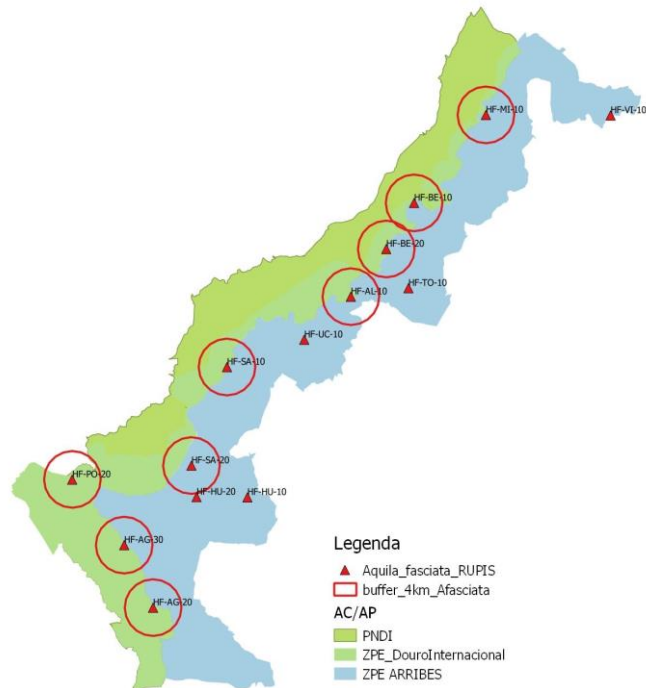 HF-MI-10
HF-VI-10
HF-BE-10
HF-BE-20
HF-TO-10
HF-AL-10
HF-UC-10
HF-SA-10
HF-SA-20
HF-PO-20
HF-HU-20
HF-HU-10
HF-AG-30
HF-AG-20
Legenda
Aquila_fasciata_RUPIS
buffer_4km_Afasciata
AC/AP
PNDI
ZPE_DouroInternacional
ZPE ARRIBES